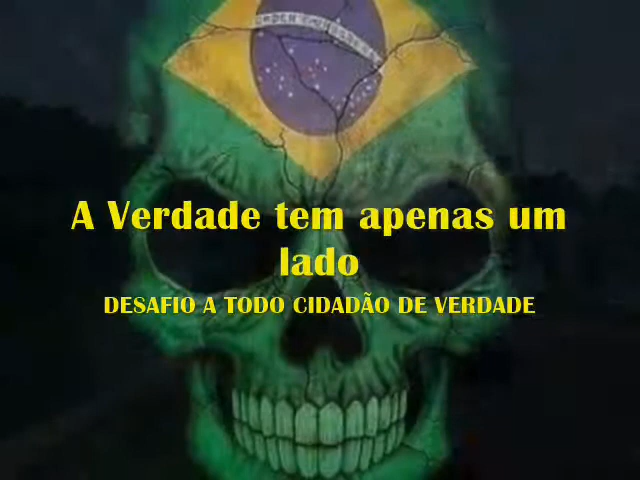 A Verdade tem apenas um
lado
DESAFIO A TODO CIDADÃO DE VERDADE